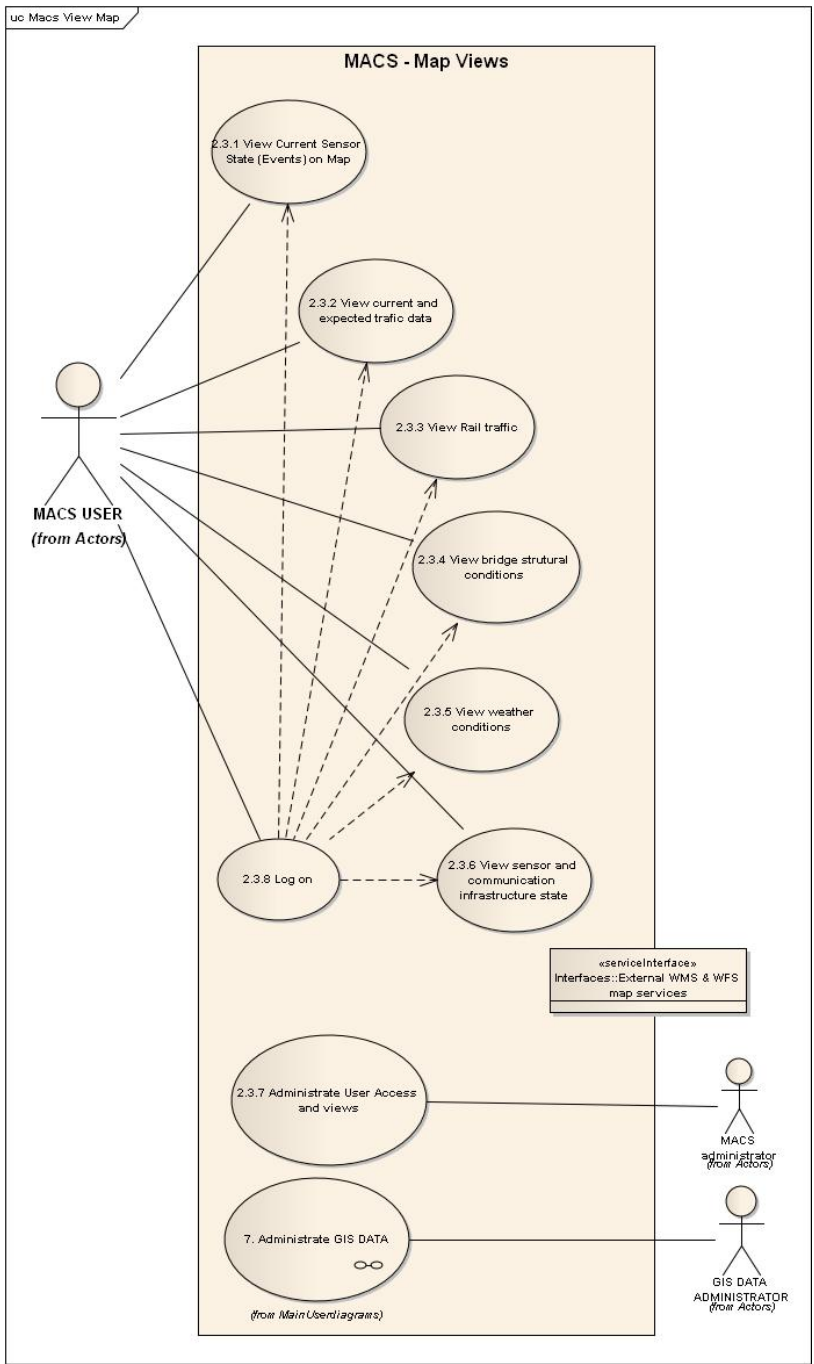 uc Macs View Map
MACS - Map Views
2.3.1 View Current Sensor
State (Events) on Map
2.3.2 View current and
expected trafic data
2.3.3 View Rail traffic
MACS USER
(from Actors)
2.3.4 View bridge strutural
conditions
2.3.5 View weather
conditions
2.3.8 Log on
2.3.6 View sensor and
communication
infrastructure state
«serviceInterface»
Interfaces::External WMS & WFS
map services
2.3.7 Administrate User Access
and views
MACS
administrator
(from Actors)
7. Administrate GIS DATA
(from Main Userdiagrams)
GIS DATA
ADMINISTRATOR
(from Actors)